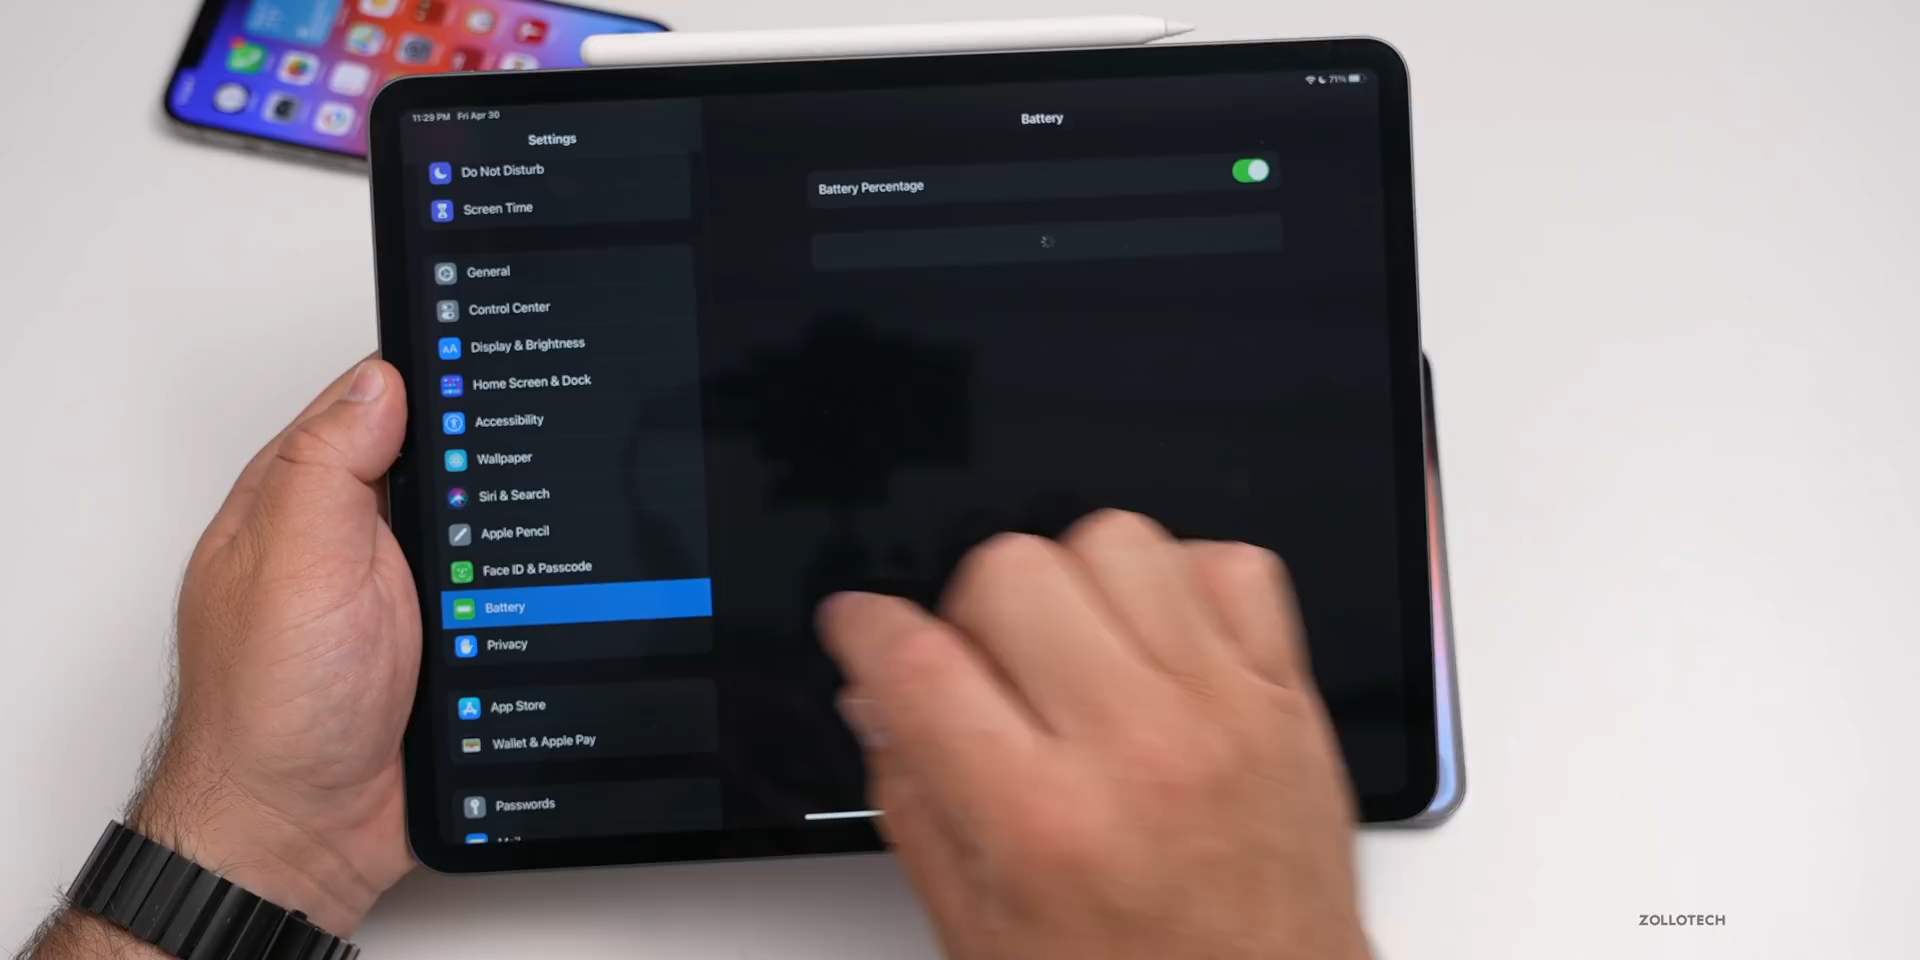 11:29 PM Fri Apr 30
71%
Settings
Battery
Do Not Disturb
Screen Time
General
Control Center
Display & Brightness
Home Screen & Dock
Accessibility
Wallpaper
Siri & Search
Apple Pencil
Face ID & Passcode
Battery
Privacy
App Store
Wallet & Apple Pay
Passwords
Battery Percentage
ZOLLOTECH